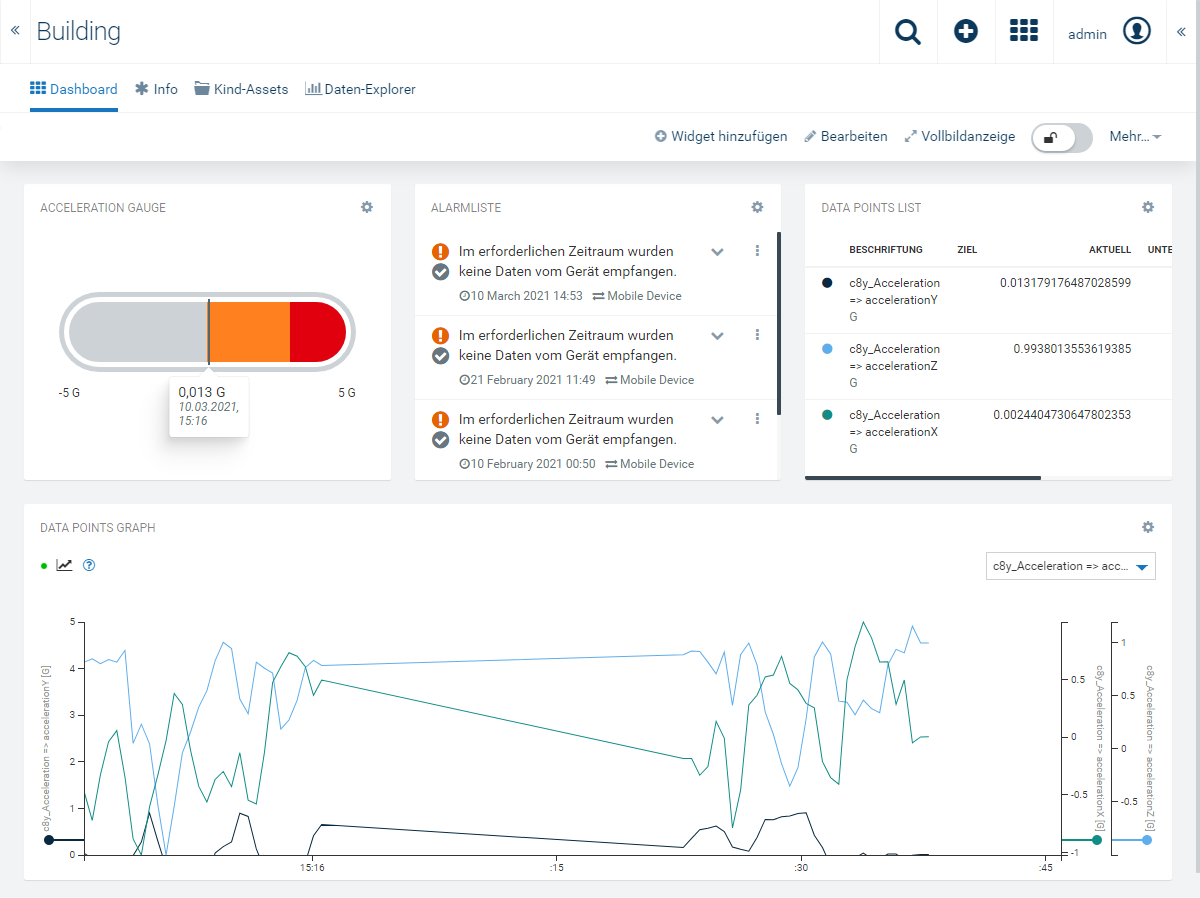 Building
admin
Dashboard
Info
Kind-Assets
Daten-Explorer
Widget hinzufügen
Bearbeiten
Vollbildanzeige
Mehr...
ACCELERATION GAUGE
-5 G
5 G
0,013 G
10.03.2021,
15:16
ALARMLISTE
Im erforderlichen Zeitraum wurden
keine Daten vom Gerät empfangen.
10 March 2021 14:53
Mobile Device
Im erforderlichen Zeitraum wurden
keine Daten vom Gerät empfangen.
21 February 2021 11:49
Mobile Device
Im erforderlichen Zeitraum wurden
keine Daten vom Gerät empfangen.
10 February 2021 00:50
Mobile Device
DATA POINTS LIST
BESCHRIFTUNG ZIEL AKTUELL UNTE
c8y_Acceleration 0.013179176487028599
=> accelerationY
G
c8y_Acceleration 0.9938013553619385
=> accelerationZ
G
c8y_Acceleration 0.0024404730647802353
=> accelerationX
G
DATA POINTS GRAPH
c8y_Acceleration => acc...
c8y_Acceleration => accelerationY [G]
5
4
3
2
1
0
15:16
:15
:30
:45
0.5
0
-0.5
-1
c8y_Acceleration => accelerationX [G]
1
0.5
0
-0.5
c8y_Acceleration => accelerationZ [G]